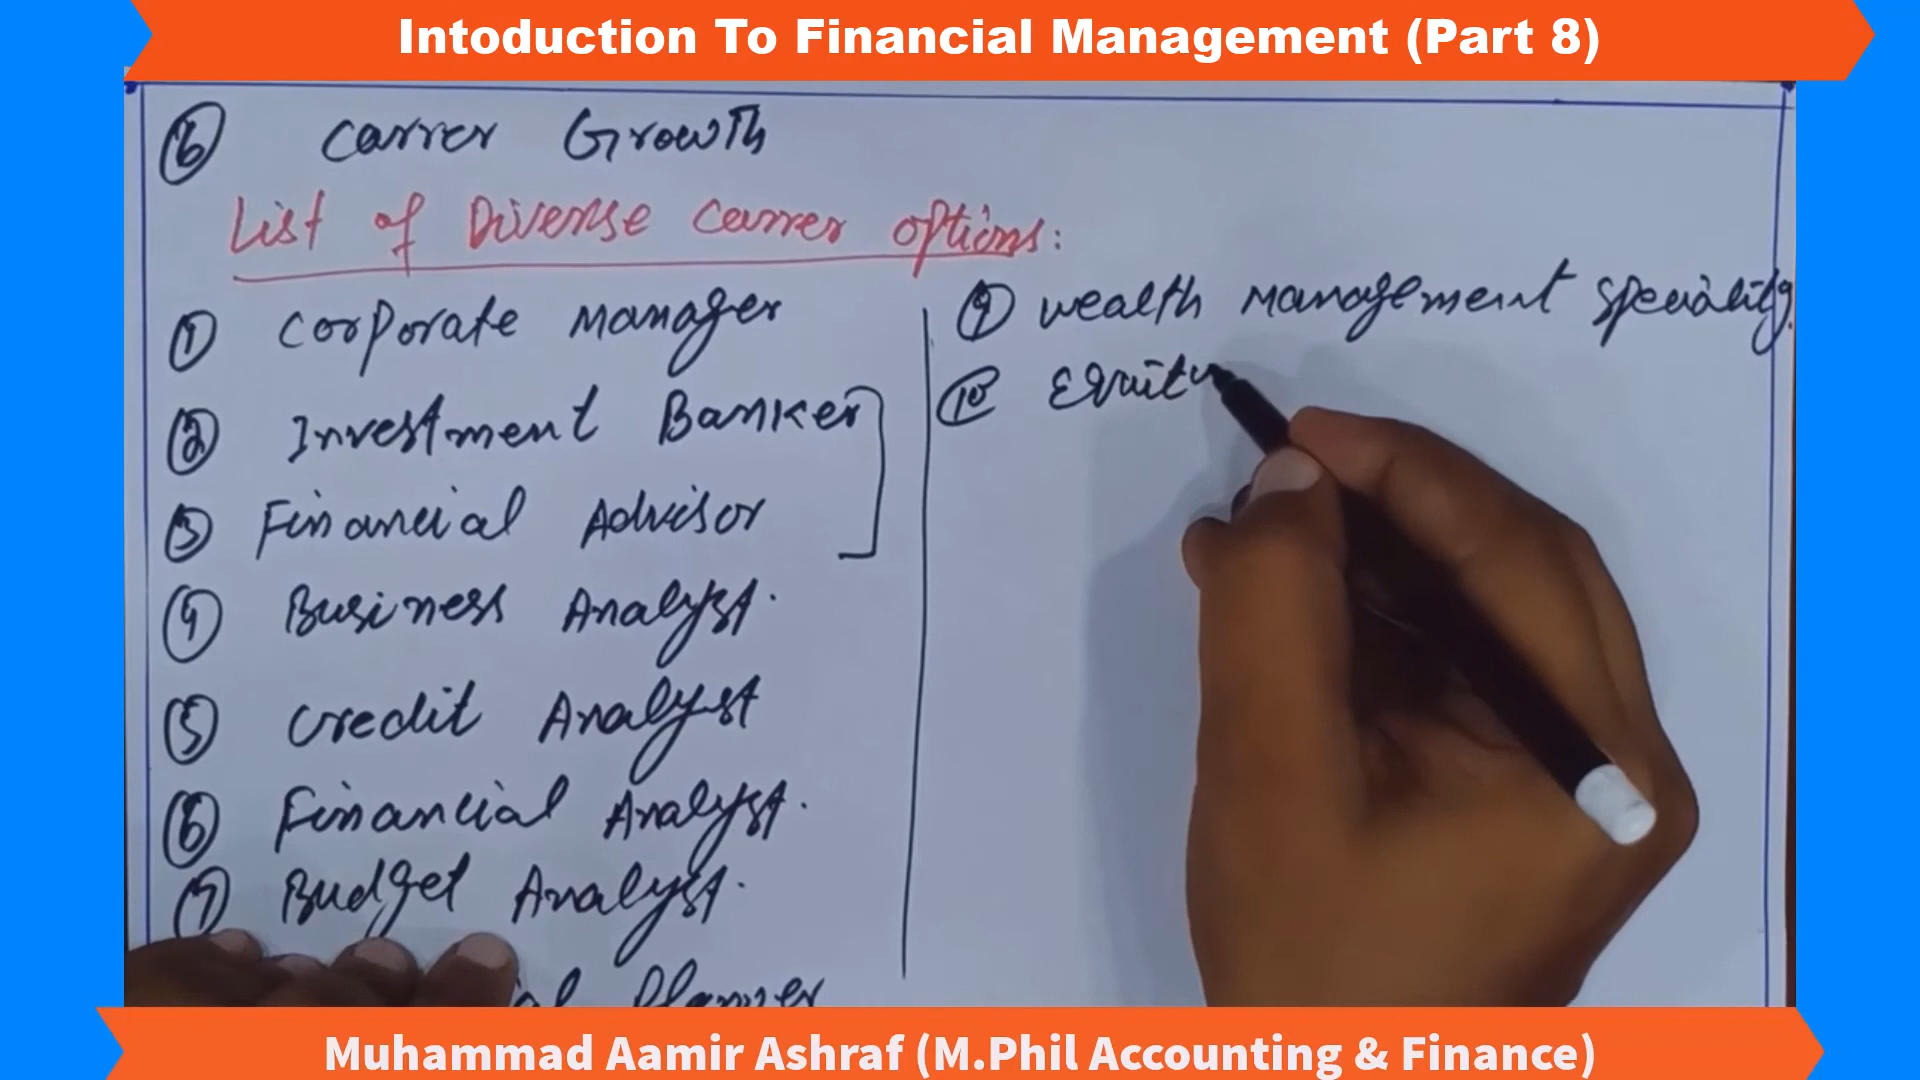 Intoduction To Financial Management (Part 8)
⑥ Carrer Growth
List of Diverse Carrer options:
① Corporate Manager
② Investment Banker
③ Financial Advisor
④ Business Analyst.
⑤ Credit Analyst
⑥ Financial Analyst.
⑦ Budget Analyst.
Planner
⑨ Wealth Management Speciality.
⑩ Equity
Muhammad Aamir Ashraf (M.Phil Accounting & Finance)